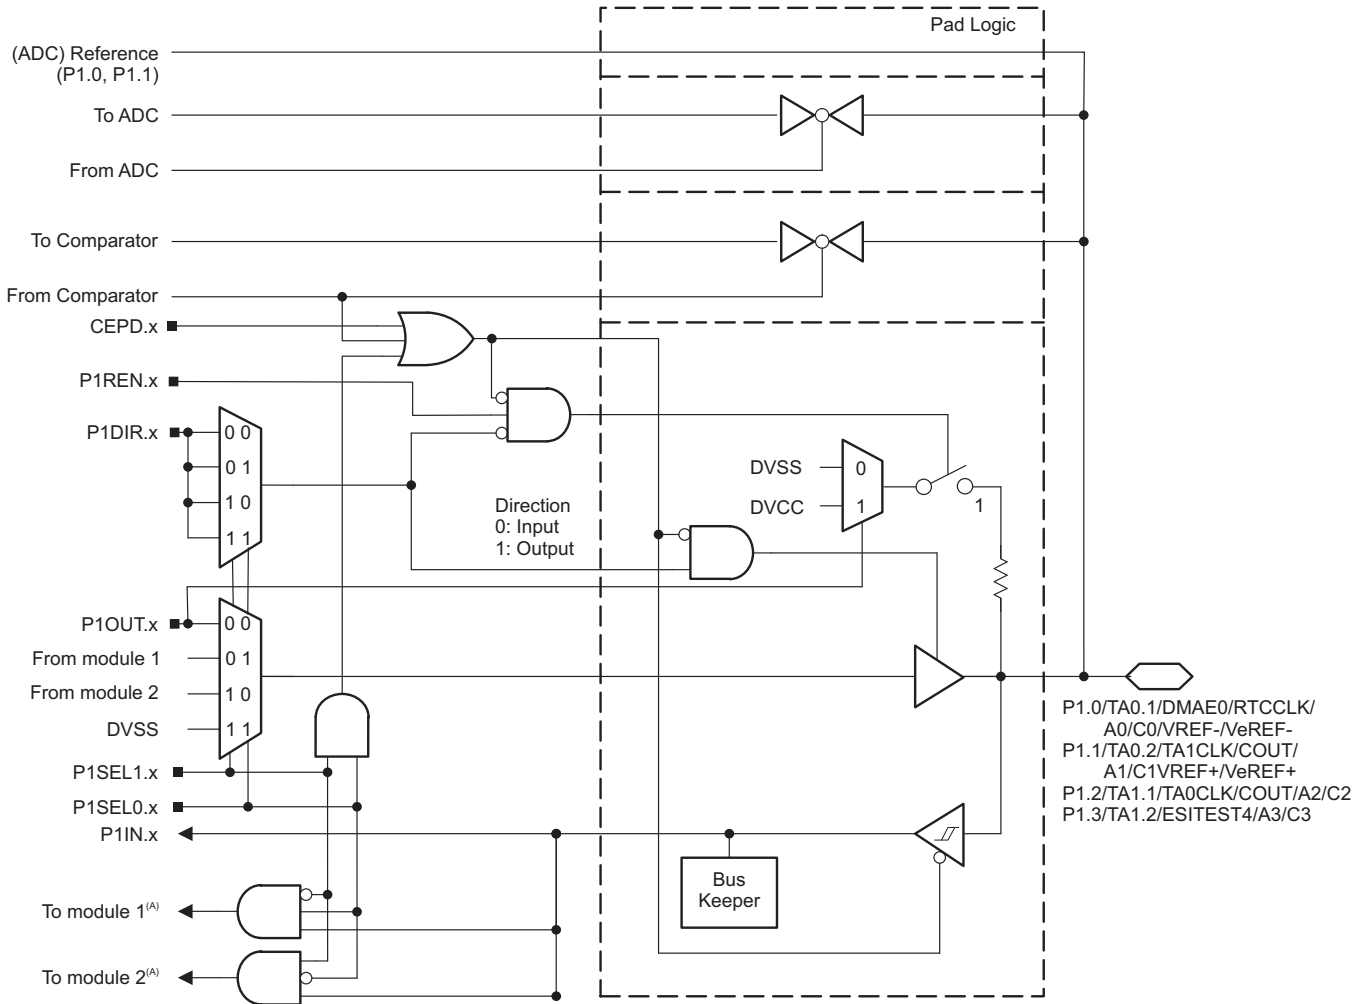 Pad Logic
(ADC) Reference
(P1.0, P1.1)
To ADC
From ADC
To Comparator
From Comparator
CEPD.x
P1REN.x
P1DIR.x
0 0
0 1
1 0
1 1
Direction
0: Input
1: Output
DVSS
0
DVCC
1
1
P1OUT.x
0 0
From module 1
0 1
From module 2
1 0
DVSS
1 1
P1SEL1.x
P1SEL0.x
P1IN.x
Bus
Keeper
To module 1(A)
To module 2(A)
P1.0/TA0.1/DMAE0/RTCCLK/
A0/C0/VREF-/VeREF-
P1.1/TA0.2/TA1CLK/COUT/
A1/C1VREF+/VeREF+
P1.2/TA1.1/TA0CLK/COUT/A2/C2
P1.3/TA1.2/ESITEST4/A3/C3